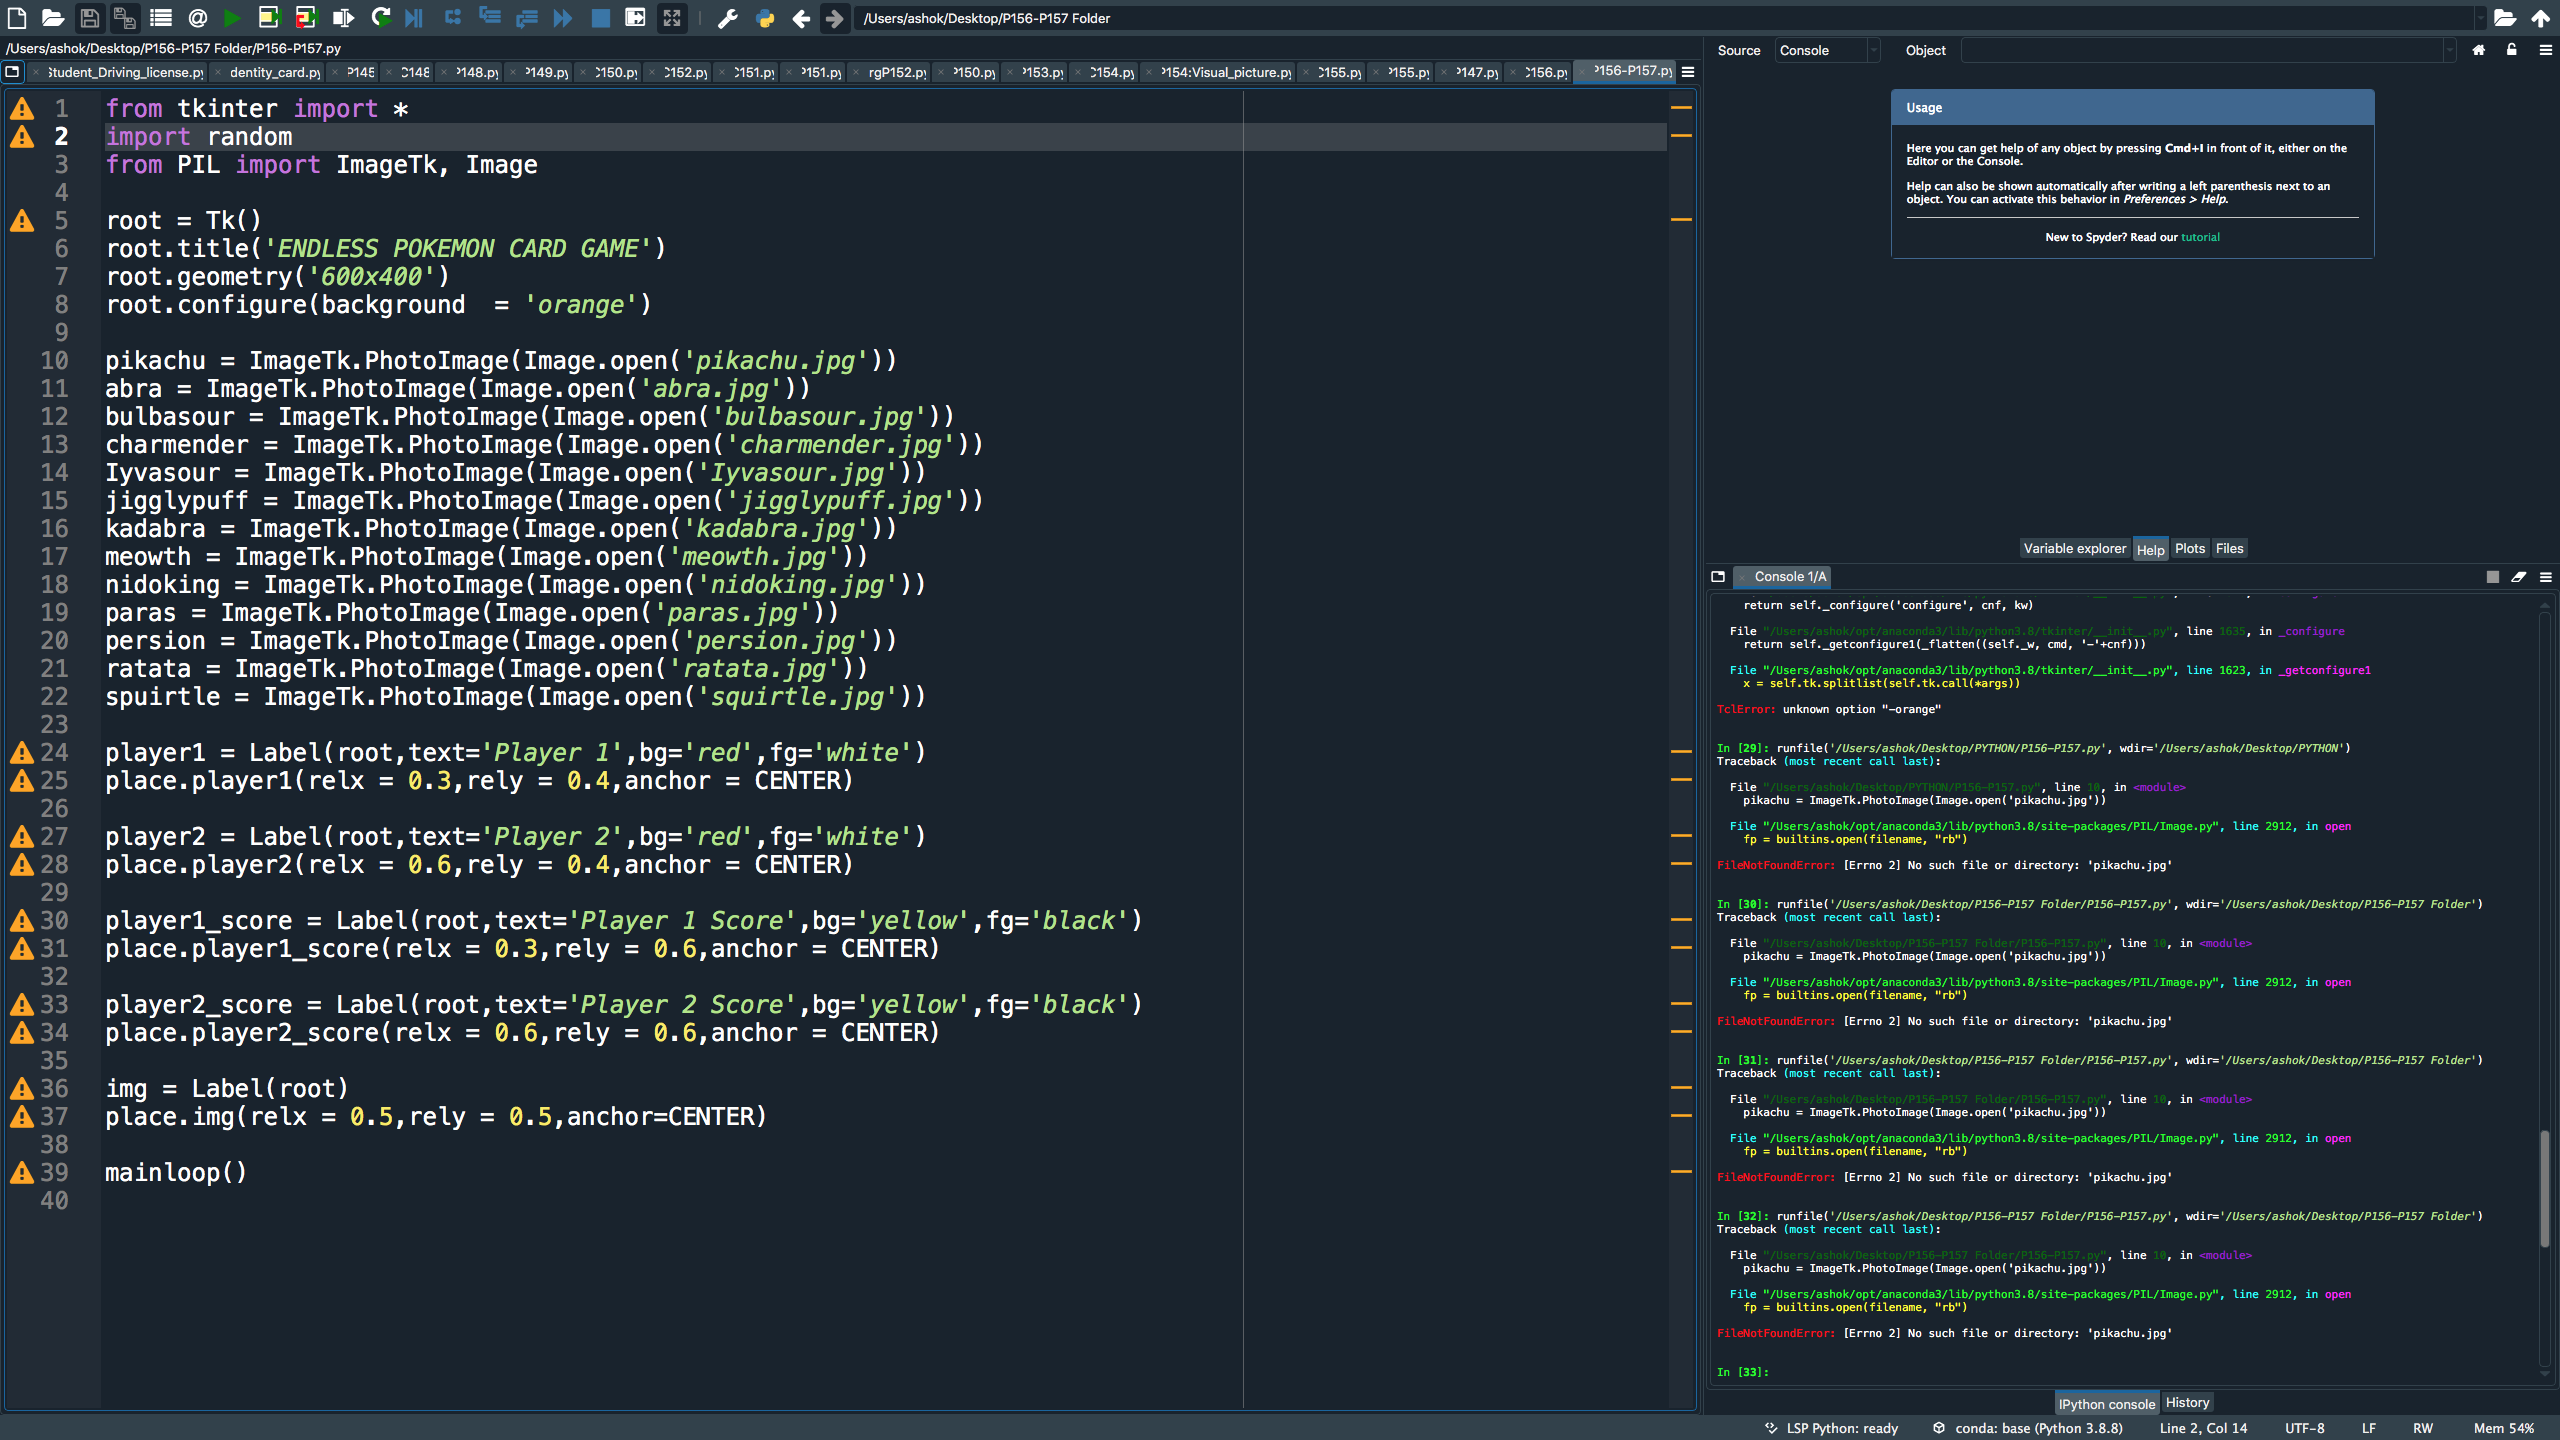 /Users/ashok/Desktop/P156-P157 Folder
/Users/ashok/Desktop/P156-P157 Folder/P156-P157.py
Student_Driving_license.py dentity_card.py P145 C148 P148.py P149.py C150.py C152.py C151.py P151.py rgP152.py P150.py P153.py C154.py P154:Visual_picture.py C155.py P155.py P147.py C156.py P156-P157.py
1 from tkinter import *
2 import random
3 from PIL import ImageTk, Image
4
5 root = Tk()
6 root.title('ENDLESS POKEMON CARD GAME')
7 root.geometry('600x400')
8 root.configure(background  = 'orange')
9
10 pikachu = ImageTk.PhotoImage(Image.open('pikachu.jpg'))
11 abra = ImageTk.PhotoImage(Image.open('abra.jpg'))
12 bulbasour = ImageTk.PhotoImage(Image.open('bulbasour.jpg'))
13 charmender = ImageTk.PhotoImage(Image.open('charmender.jpg'))
14 Iyvasour = ImageTk.PhotoImage(Image.open('Iyvasour.jpg'))
15 jigglypuff = ImageTk.PhotoImage(Image.open('jigglypuff.jpg'))
16 kadabra = ImageTk.PhotoImage(Image.open('kadabra.jpg'))
17 meowth = ImageTk.PhotoImage(Image.open('meowth.jpg'))
18 nidoking = ImageTk.PhotoImage(Image.open('nidoking.jpg'))
19 paras = ImageTk.PhotoImage(Image.open('paras.jpg'))
20 persion = ImageTk.PhotoImage(Image.open('persion.jpg'))
21 ratata = ImageTk.PhotoImage(Image.open('ratata.jpg'))
22 spuirtle = ImageTk.PhotoImage(Image.open('squirtle.jpg'))
23
24 player1 = Label(root,text='Player 1',bg='red',fg='white')
25 place.player1(relx = 0.3,rely = 0.4,anchor = CENTER)
26
27 player2 = Label(root,text='Player 2',bg='red',fg='white')
28 place.player2(relx = 0.6,rely = 0.4,anchor = CENTER)
29
30 player1_score = Label(root,text='Player 1 Score',bg='yellow',fg='black')
31 place.player1_score(relx = 0.3,rely = 0.6,anchor = CENTER)
32
33 player2_score = Label(root,text='Player 2 Score',bg='yellow',fg='black')
34 place.player2_score(relx = 0.6,rely = 0.6,anchor = CENTER)
35
36 img = Label(root)
37 place.img(relx = 0.5,rely = 0.5,anchor=CENTER)
38
39 mainloop()
40
Source Console Object
Usage
Here you can get help of any object by pressing Cmd+I in front of it, either on the
Editor or the Console.
Help can also be shown automatically after writing a left parenthesis next to an
object. You can activate this behavior in Preferences > Help.
New to Spyder? Read our tutorial
Variable explorer Help Plots Files
Console 1/A
return self._configure('configure', cnf, kw)
File "/Users/ashok/opt/anaconda3/lib/python3.8/tkinter/__init__.py", line 1635, in _configure
return self._getconfigure1(_flatten((self._w, cmd, '-'+cnf)))
File "/Users/ashok/opt/anaconda3/lib/python3.8/tkinter/__init__.py", line 1623, in _getconfigure1
x = self.tk.splitlist(self.tk.call(*args))
TclError: unknown option "-orange"
In [29]: runfile('/Users/ashok/Desktop/PYTHON/P156-P157.py', wdir='/Users/ashok/Desktop/PYTHON')
Traceback (most recent call last):
File "/Users/ashok/Desktop/PYTHON/P156-P157.py", line 10, in <module>
pikachu = ImageTk.PhotoImage(Image.open('pikachu.jpg'))
File "/Users/ashok/opt/anaconda3/lib/python3.8/site-packages/PIL/Image.py", line 2912, in open
fp = builtins.open(filename, "rb")
FileNotFoundError: [Errno 2] No such file or directory: 'pikachu.jpg'
In [30]: runfile('/Users/ashok/Desktop/P156-P157 Folder/P156-P157.py', wdir='/Users/ashok/Desktop/P156-P157 Folder')
Traceback (most recent call last):
File "/Users/ashok/Desktop/P156-P157 Folder/P156-P157.py", line 10, in <module>
pikachu = ImageTk.PhotoImage(Image.open('pikachu.jpg'))
File "/Users/ashok/opt/anaconda3/lib/python3.8/site-packages/PIL/Image.py", line 2912, in open
fp = builtins.open(filename, "rb")
FileNotFoundError: [Errno 2] No such file or directory: 'pikachu.jpg'
In [31]: runfile('/Users/ashok/Desktop/P156-P157 Folder/P156-P157.py', wdir='/Users/ashok/Desktop/P156-P157 Folder')
Traceback (most recent call last):
File "/Users/ashok/Desktop/P156-P157 Folder/P156-P157.py", line 10, in <module>
pikachu = ImageTk.PhotoImage(Image.open('pikachu.jpg'))
File "/Users/ashok/opt/anaconda3/lib/python3.8/site-packages/PIL/Image.py", line 2912, in open
fp = builtins.open(filename, "rb")
FileNotFoundError: [Errno 2] No such file or directory: 'pikachu.jpg'
In [32]: runfile('/Users/ashok/Desktop/P156-P157 Folder/P156-P157.py', wdir='/Users/ashok/Desktop/P156-P157 Folder')
Traceback (most recent call last):
File "/Users/ashok/Desktop/P156-P157 Folder/P156-P157.py", line 10, in <module>
pikachu = ImageTk.PhotoImage(Image.open('pikachu.jpg'))
File "/Users/ashok/opt/anaconda3/lib/python3.8/site-packages/PIL/Image.py", line 2912, in open
fp = builtins.open(filename, "rb")
FileNotFoundError: [Errno 2] No such file or directory: 'pikachu.jpg'
In [33]:
IPython console History
LSP Python: ready conda: base (Python 3.8.8) Line 2, Col 14 UTF-8 LF RW Mem 54%